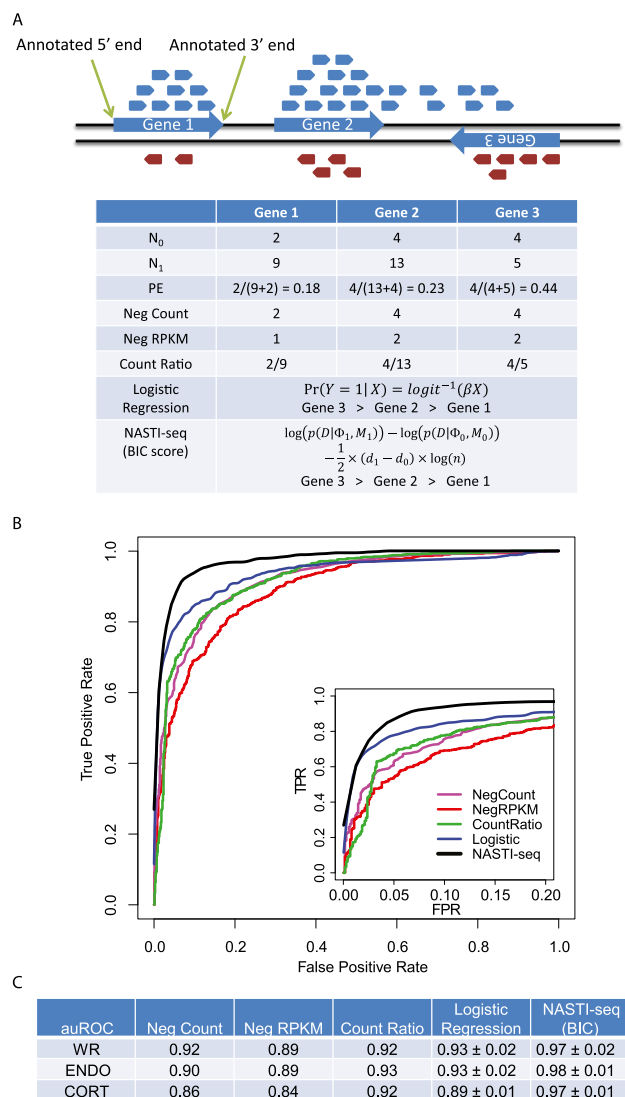 A
Annotated 5’ end
Annotated 3’ end
Gene 1
Gene 2
Gene 3
Gene 1 Gene 2 Gene 3
N0 2 4 4
N1 9 13 5
PE 2/(9+2) = 0.18 4/(13+4) = 0.23 4/(4+5) = 0.44
Neg Count 2 4 4
Neg RPKM 1 2 2
Count Ratio 2/9 4/13 4/5
Logistic Regression
Pr(Y = 1| X) = logit⁻¹(βX)
Gene 3 > Gene 2 > Gene 1
NASTI-seq (BIC score)
log(p(D|Φ₁, M₁)) − log(p(D|Φ₀, M₀))
−1/2 × (d₁ − d₀) × log(n)
Gene 3 > Gene 2 > Gene 1
B
True Positive Rate
1.0
0.8
0.6
0.4
0.2
0.0
0.0 0.2 0.4 0.6 0.8 1.0
False Positive Rate
TPR
1.0
0.8
0.6
0.4
0.2
0.0
NegCount
NegRPKM
CountRatio
Logistic
NASTI-seq
0.00 0.05 0.10 0.15 0.20
FPR
C
auROC Neg Count Neg RPKM Count Ratio Logistic Regression NASTI-seq (BIC)
WR 0.92 0.89 0.92 0.93 ± 0.02 0.97 ± 0.02
ENDO 0.90 0.89 0.93 0.93 ± 0.02 0.98 ± 0.01
CORT 0.86 0.84 0.92 0.89 ± 0.01 0.97 ± 0.01